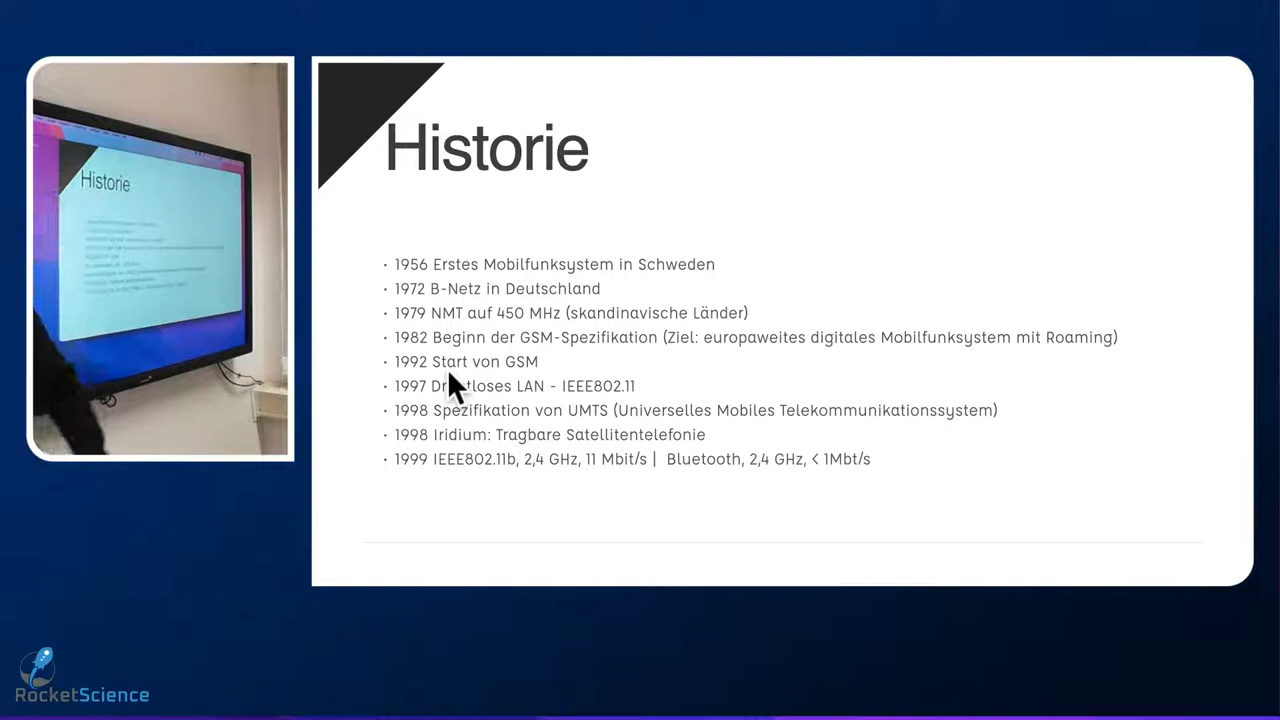 Historie
Historie
· 1956 Erstes Mobilfunksystem in Schweden
· 1972 B-Netz in Deutschland
· 1979 NMT auf 450 MHz (skandinavische Länder)
· 1982 Beginn der GSM-Spezifikation (Ziel: europaweites digitales Mobilfunksystem mit Roaming)
· 1992 Start von GSM
· 1997 Drahtloses LAN - IEEE802.11
· 1998 Spezifikation von UMTS (Universelles Mobiles Telekommunikationssystem)
· 1998 Iridium: Tragbare Satellitentelefonie
· 1999 IEEE802.11b, 2,4 GHz, 11 Mbit/s | Bluetooth, 2,4 GHz, < 1Mbt/s
RocketScience